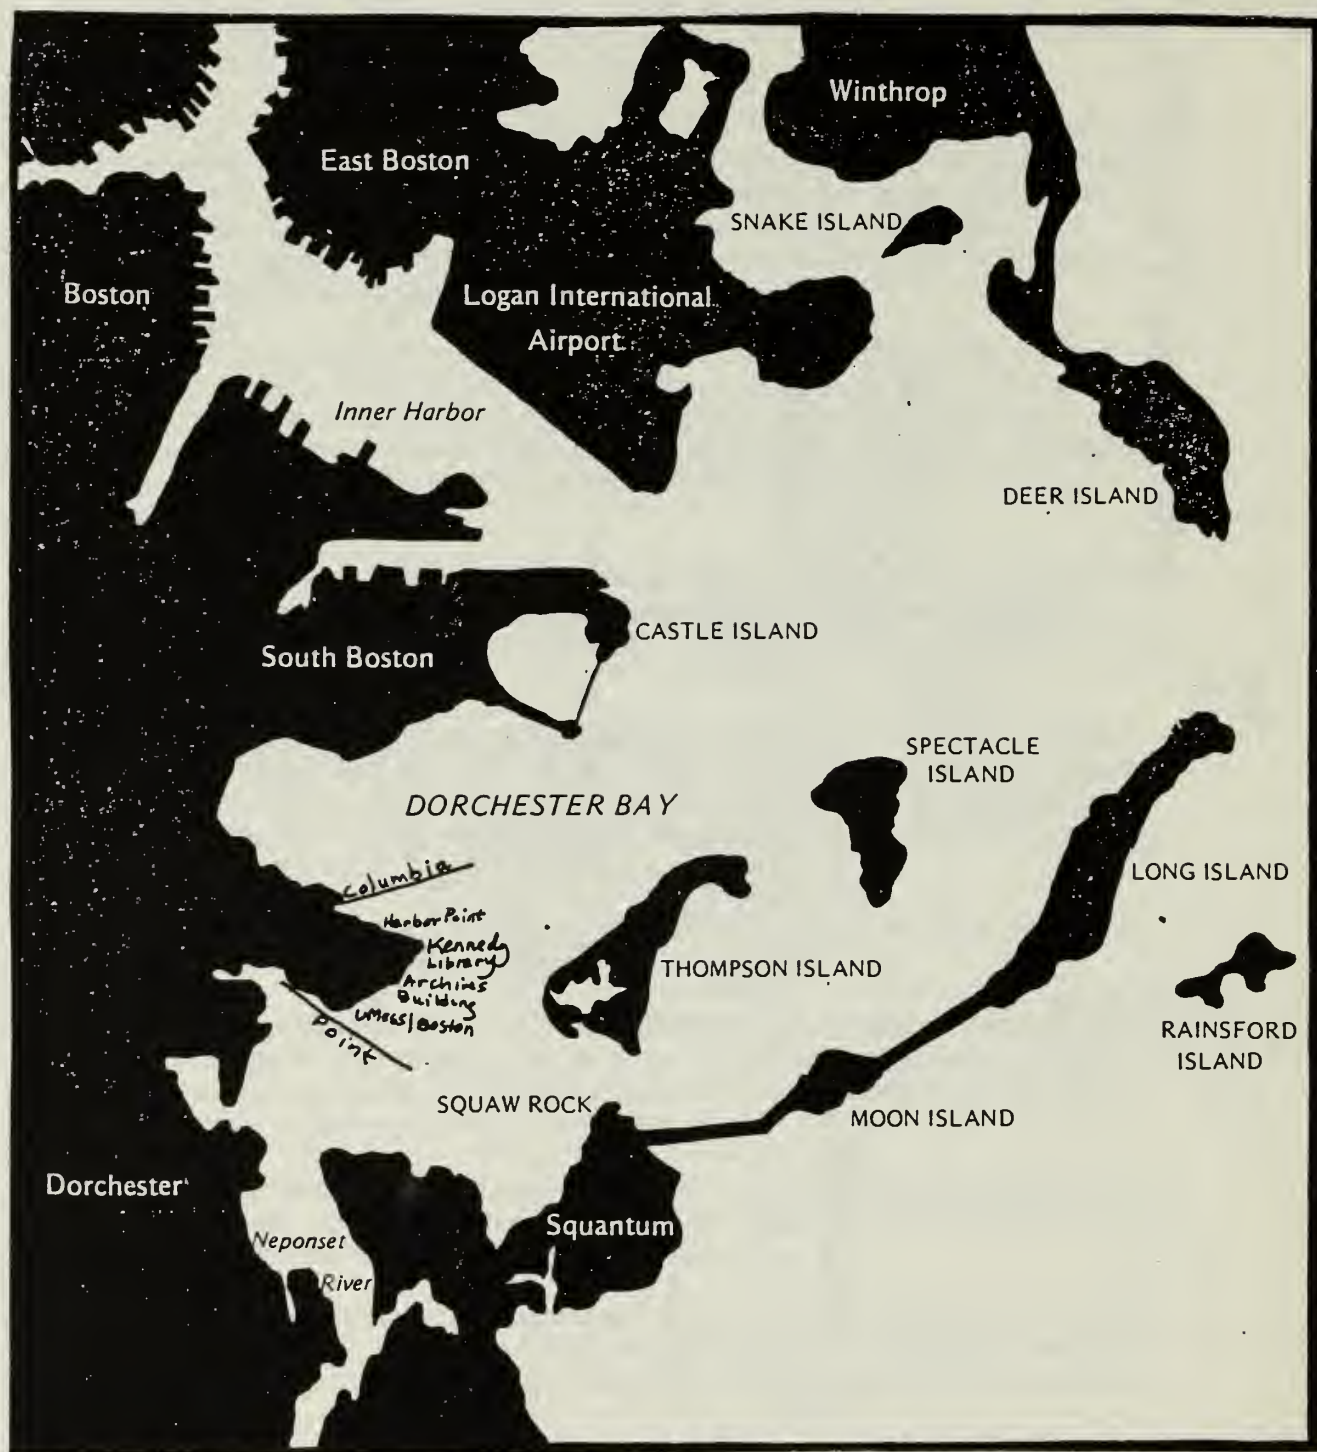 Winthrop
East Boston
SNAKE ISLAND
Boston
Logan International
Airport
Inner Harbor
DEER ISLAND
CASTLE ISLAND
South Boston
SPECTACLE
ISLAND
DORCHESTER BAY
Columbia
LONG ISLAND
Harbor Point
Kennedy
Library
THOMPSON ISLAND
Archives
Building
UMass/Boston
Point
RAINSFORD
ISLAND
SQUAW ROCK
MOON ISLAND
Dorchester
Squantum
Neponset
River